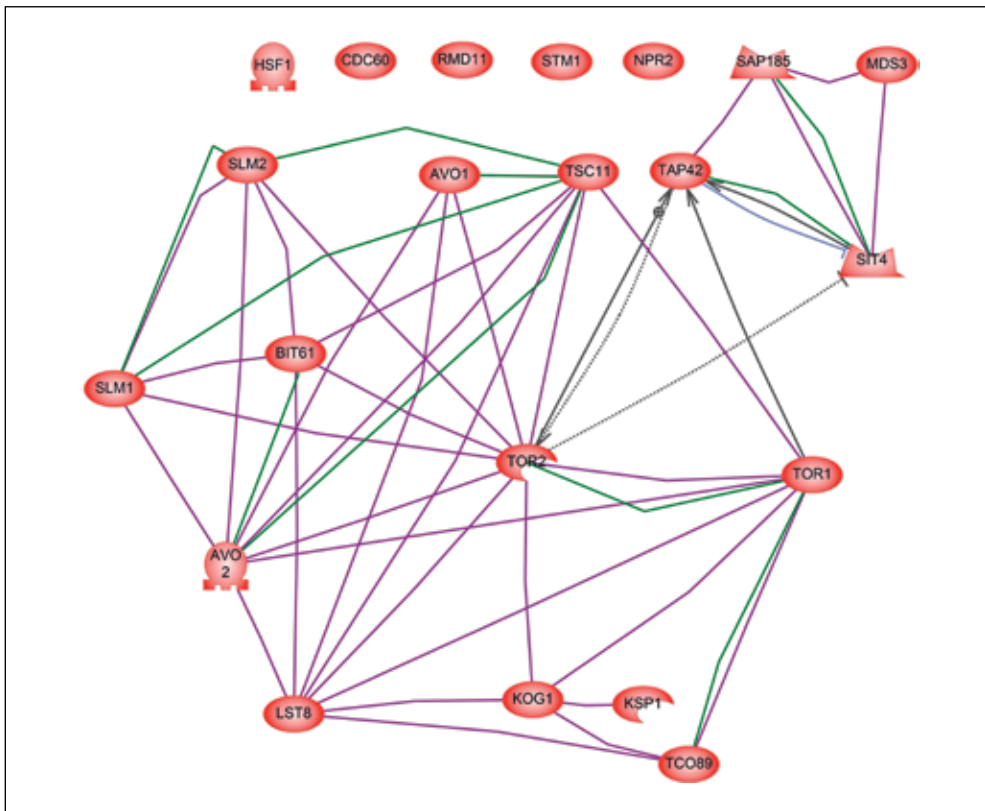 HSF1 CDC60 RMD11 STM1 NPR2 SAP185 MDS3
SLM2 AVO1 TSC11 TAP42
SIT4
BIT61
SLM1
TOR2 TOR1
AVO
2
LST8 KOG1 KSP1
TCO89